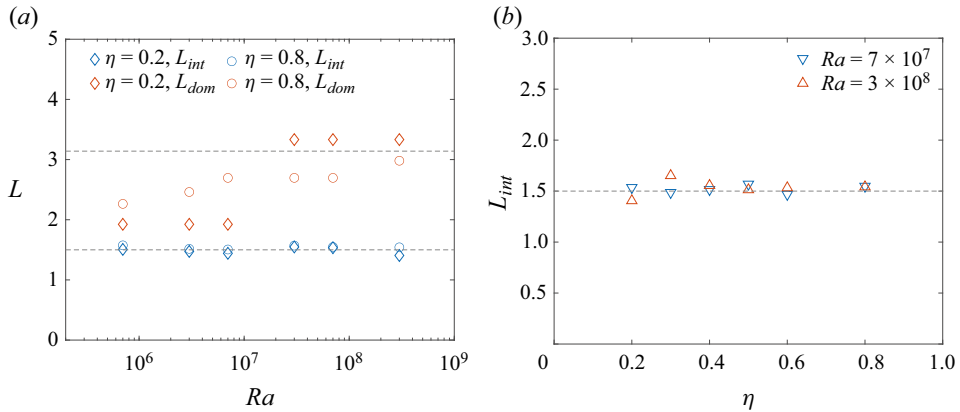 (a)
5
4
3
2
1
0
L
η = 0.2, L_int
η = 0.8, L_int
η = 0.2, L_dom
η = 0.8, L_dom
10^6
10^7
10^8
10^9
Ra
(b)
3.0
2.5
2.0
1.5
1.0
0.5
L_int
Ra = 7 × 10^7
Ra = 3 × 10^8
0
0.2
0.4
0.6
0.8
1.0
η